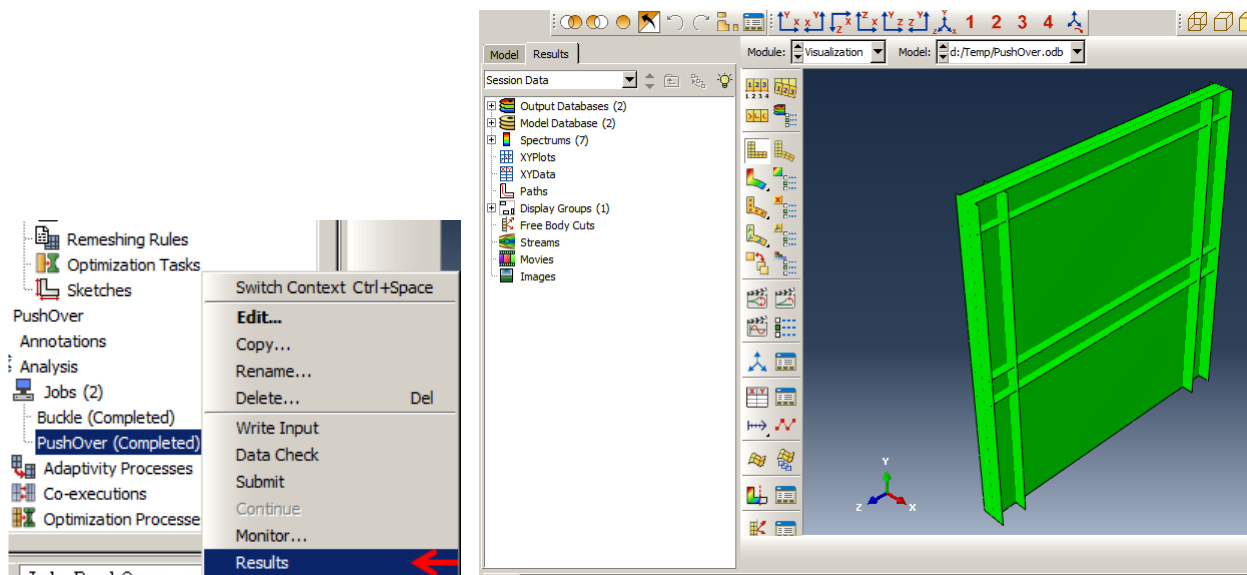 Remeshing Rules
Optimization Tasks
Sketches
PushOver
Annotations
Analysis
Jobs (2)
Buckle (Completed)
PushOver (Completed)
Adaptivity Processes
Co-executions
Optimization Processe
Switch Context Ctrl+Space
Edit...
Copy...
Rename...
Delete... Del
Write Input
Data Check
Submit
Continue
Monitor...
Results
1 2 3 4
Model Results
Module: Visualization Model: d:/Temp/PushOver.odb
Session Data
Output Databases (2)
Model Database (2)
Spectrums (7)
XYPlots
XYData
Paths
Display Groups (1)
Free Body Cuts
Streams
Movies
Images
Y
Z X